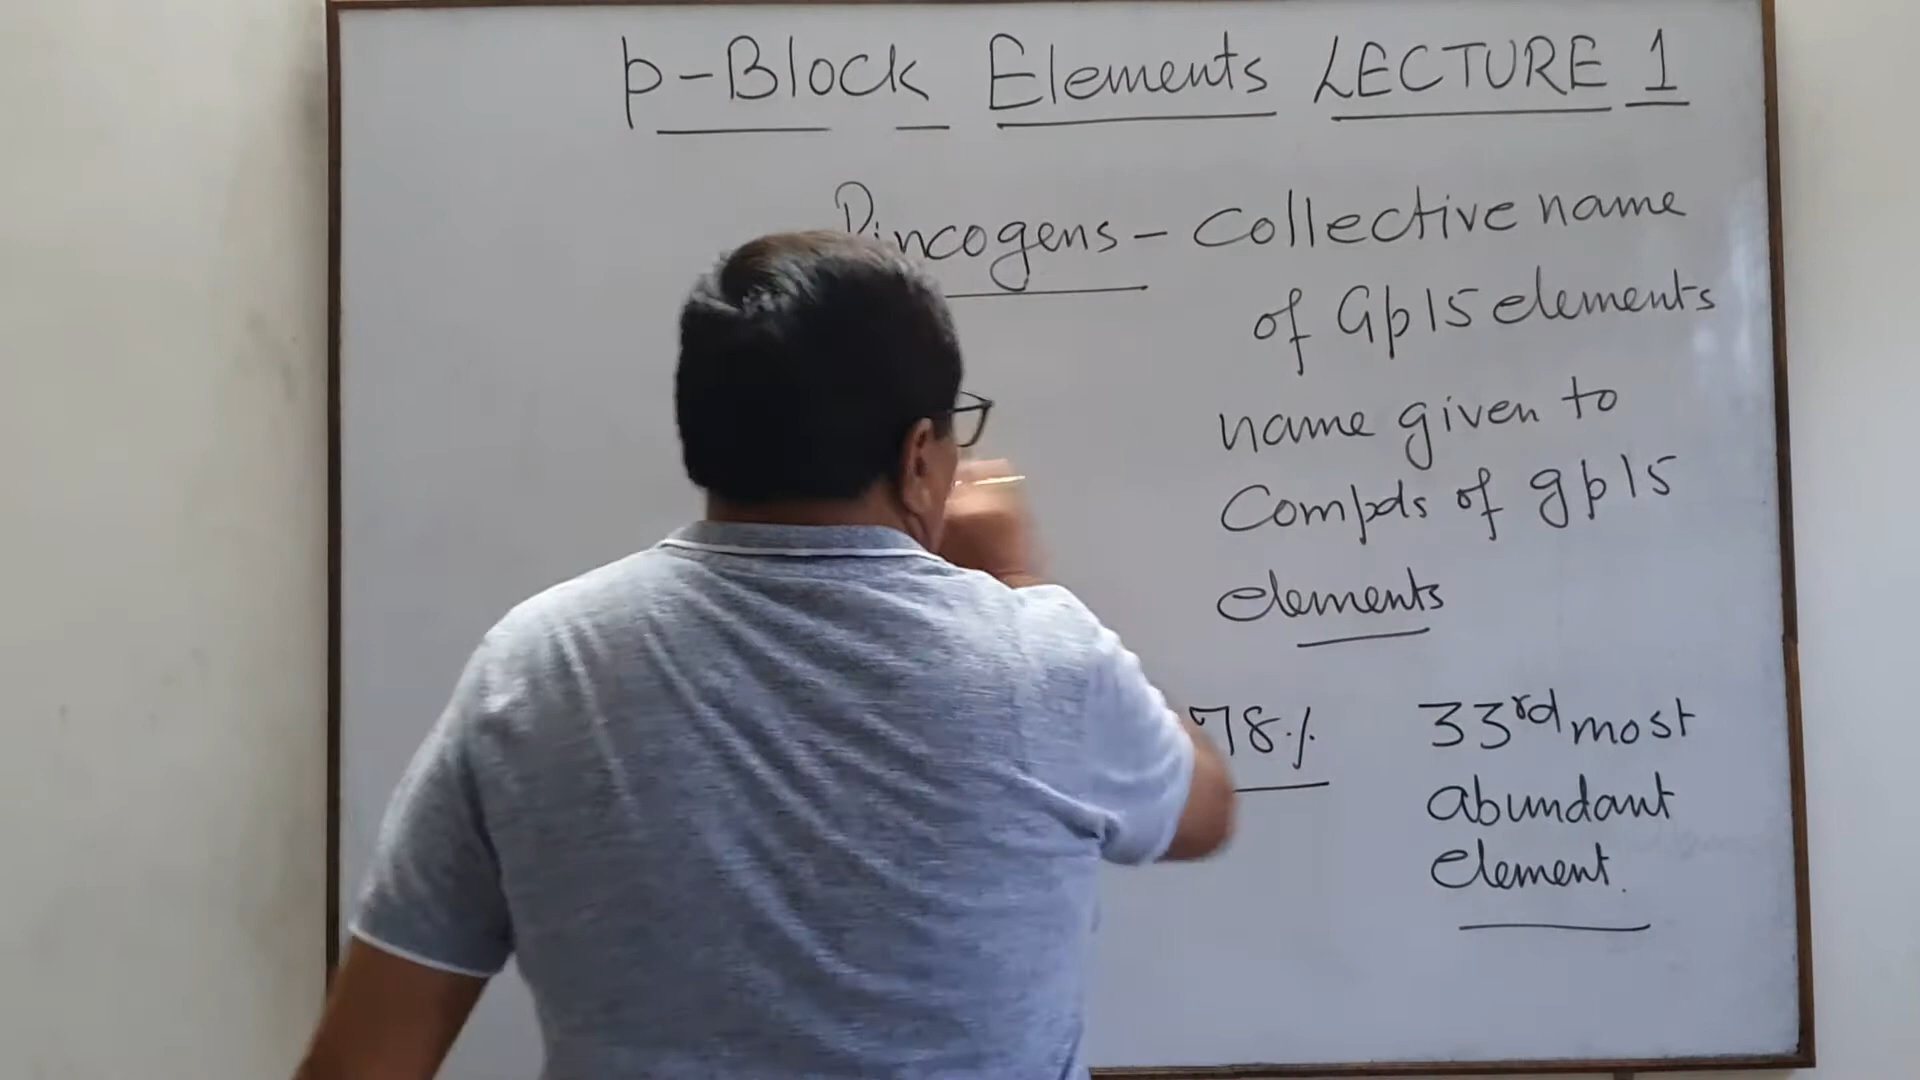 p-Block Elements LECTURE 1
Pincogens - Collective name
of Gp15 elements
name given to
Compds of gp15
elements
78% 33rd most
abundant
element.